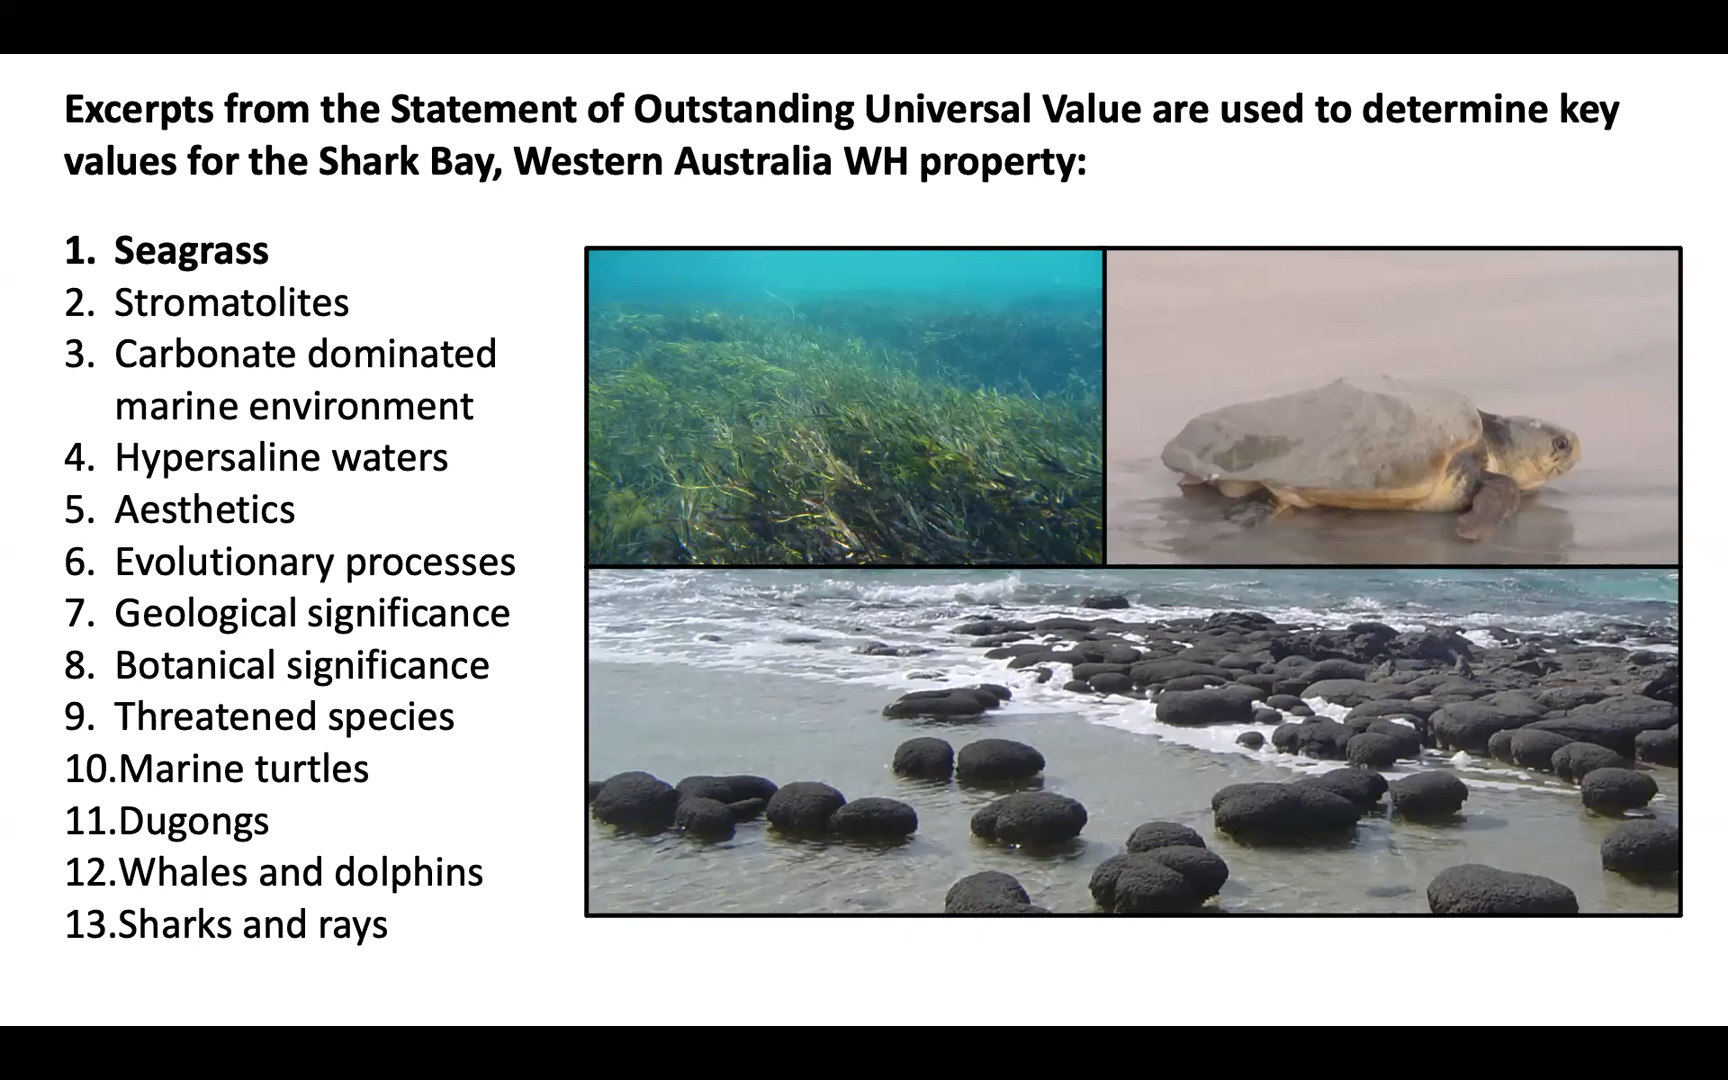 Excerpts from the Statement of Outstanding Universal Value are used to determine key
values for the Shark Bay, Western Australia WH property:
1. Seagrass
2. Stromatolites
3. Carbonate dominated
marine environment
4. Hypersaline waters
5. Aesthetics
6. Evolutionary processes
7. Geological significance
8. Botanical significance
9. Threatened species
10.Marine turtles
11.Dugongs
12.Whales and dolphins
13.Sharks and rays